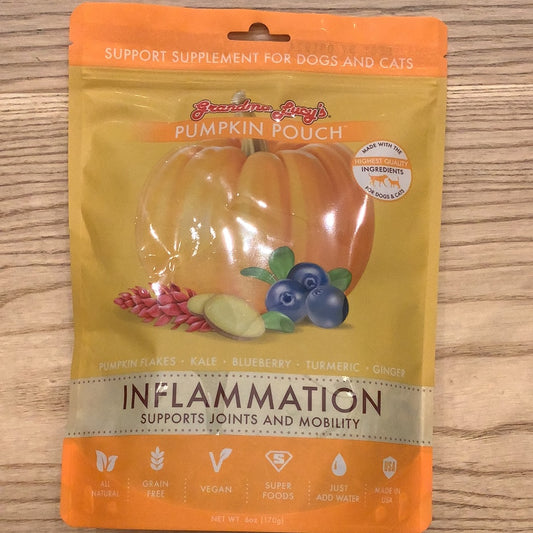 SUPPORT SUPPLEMENT FOR DOGS AND CATS
Grandma Lucy's
PUMPKIN POUCH™
MADE WITH THE
HIGHEST QUALITY
INGREDIENTS
FOR DOGS & CATS
PUMPKIN FLAKES • KALE • BLUEBERRY • TURMERIC • GINGER
INFLAMMATION
SUPPORTS JOINTS AND MOBILITY
ALL
NATURAL
GRAIN
FREE
VEGAN
S
SUPER
FOODS
JUST
ADD WATER
USA
MADE IN
USA
NET WT. 6oz (170g)